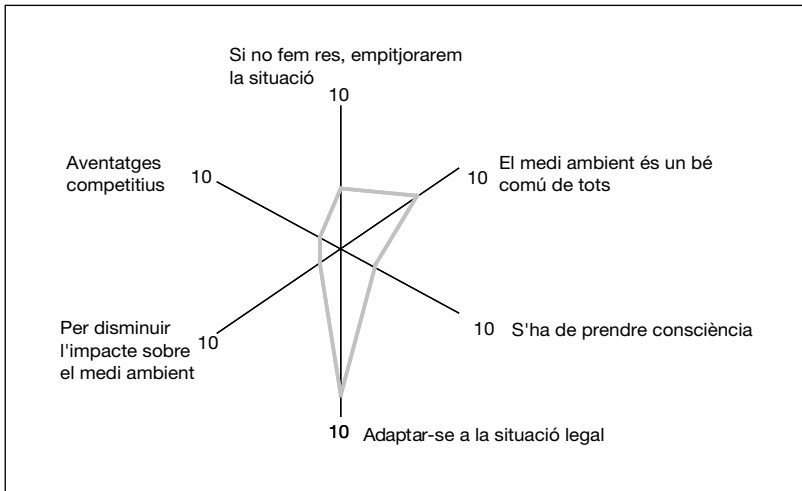 Si no fem res, empitjorarem
la situació
10
Aventatges
competitius
10
10
El medi ambient és un bé
comú de tots
Per disminuir
l'impacte sobre
el medi ambient
10
10
S'ha de prendre consciència
10
Adaptar-se a la situació legal